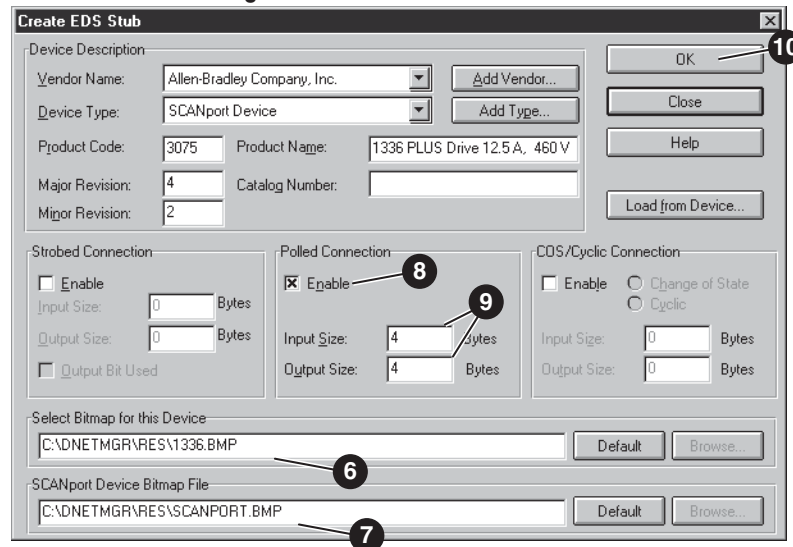 Create EDS Stub
Device Description
Vendor Name: Allen-Bradley Company, Inc. Add Vendor...
Device Type: SCANport Device Add Type...
Product Code: 3075 Product Name: 1336 PLUS Drive 12.5 A, 460 V
Major Revision: 4 Catalog Number:
Minor Revision: 2
OK 10
Close
Help
Load from Device...
Strobed Connection
Enable
Input Size: 0 Bytes
Output Size: 0 Bytes
Output Bit Used
Polled Connection
Enable 8
9
Input Size: 4 Bytes
Output Size: 4 Bytes
COS/Cyclic Connection
Enable Change of State
Cyclic
Input Size: 0 Bytes
Output Size: 0 Bytes
Select Bitmap for this Device
C:\DNETMGR\RES\1336.BMP Default Browse...
6
SCANport Device Bitmap File
C:\DNETMGR\RES\SCANPORT.BMP Default Browse...
7